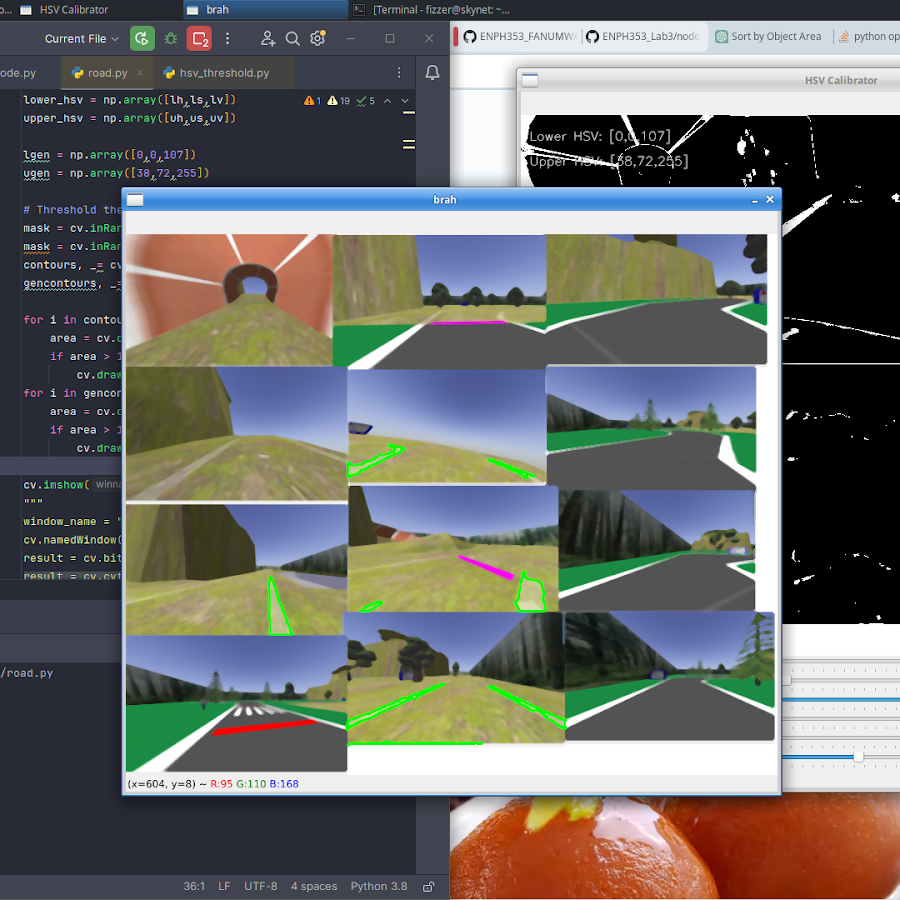 HSV Calibrator
brah
[Terminal - fizzer@skynet: ~...
Current File
2
ode.py
road.py
hsv_threshold.py
ENPH353_FANUMW
ENPH353_Lab3/node
Sort by Object Area
python op
lower_hsv = np.array([lh,ls,lv])
1 19 5
upper_hsv = np.array([uh,us,uv])
lgen = np.array([0,0,107])
ugen = np.array([38,72,255])
# Threshold the
mask = cv.inRan
mask = cv.inRan
contours, _= cv
gencontours, _=
for i in contou
area = cv.c
if area > 1
cv.draw
for i in gencon
area = cv.c
if area > 1
cv.draw
cv.imshow( winna
"""
window_name = "
cv.namedWindow(
result = cv.bit
result = cv.cvt
/road.py
HSV Calibrator
Lower HSV: [0,0,107]
Upper HSV: [38,72,255]
brah
(x=604, y=8) ~ R:95 G:110 B:168
36:1 LF UTF-8 4 spaces Python 3.8